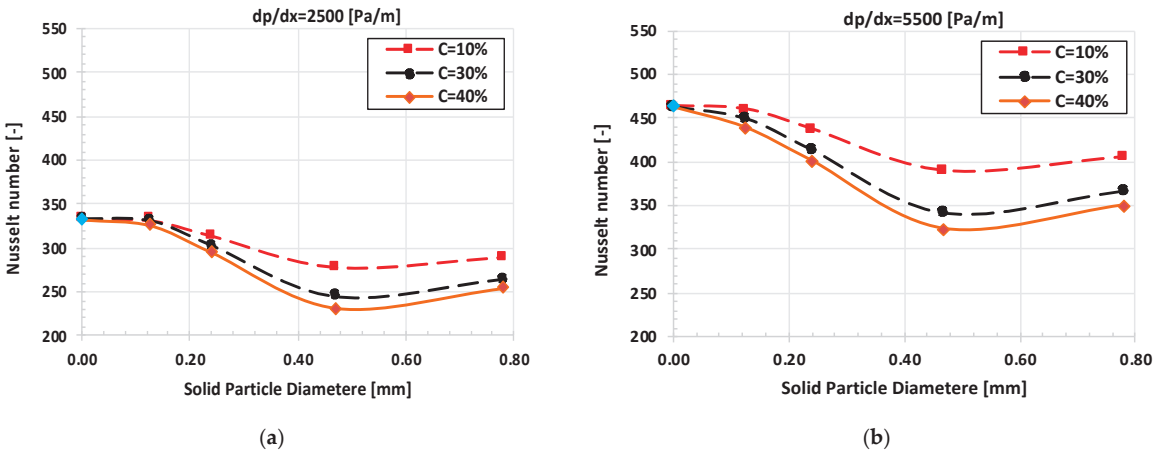 dp/dx=2500 [Pa/m]
550
500
450
400
350
300
250
200
Nusselt number [-]
C=10%
C=30%
C=40%
0.00
0.20
0.40
0.60
0.80
Solid Particle Diametere [mm]
(a)
dp/dx=5500 [Pa/m]
550
500
450
400
350
300
250
200
Nusselt number [-]
C=10%
C=30%
C=40%
0.00
0.20
0.40
0.60
0.80
Solid Particle Diametere [mm]
(b)